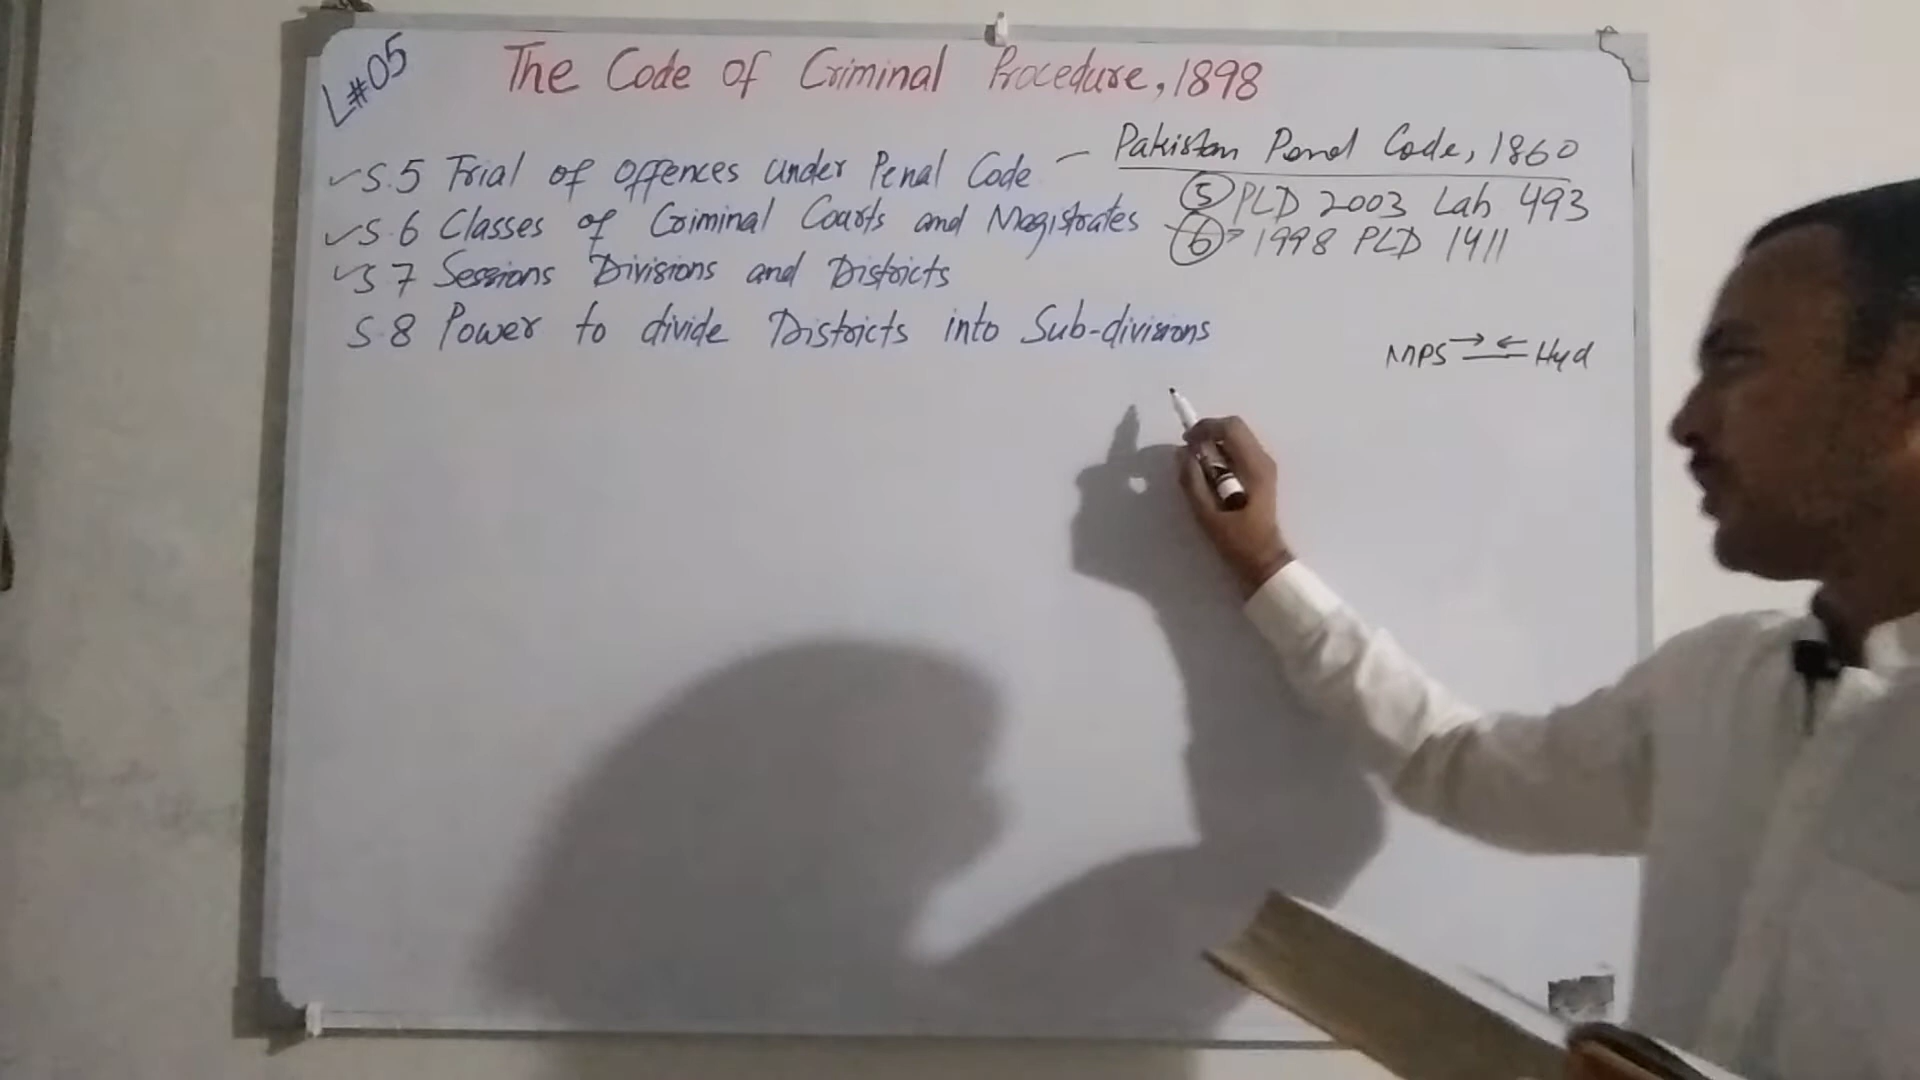 L#05
The Code of Criminal Procedure, 1898
S.5 Trial of Offences Under Penal Code — Pakistan Penal Code, 1860
⑤ PLD 2003 Lah 493
S.6 Classes of Criminal Courts and Magistrates
⑥→ 1998 PLD 1411
S 7 Sessions Divisions and Districts
S.8 Power to divide Districts into Sub-divisions
MPS → ← Hyd